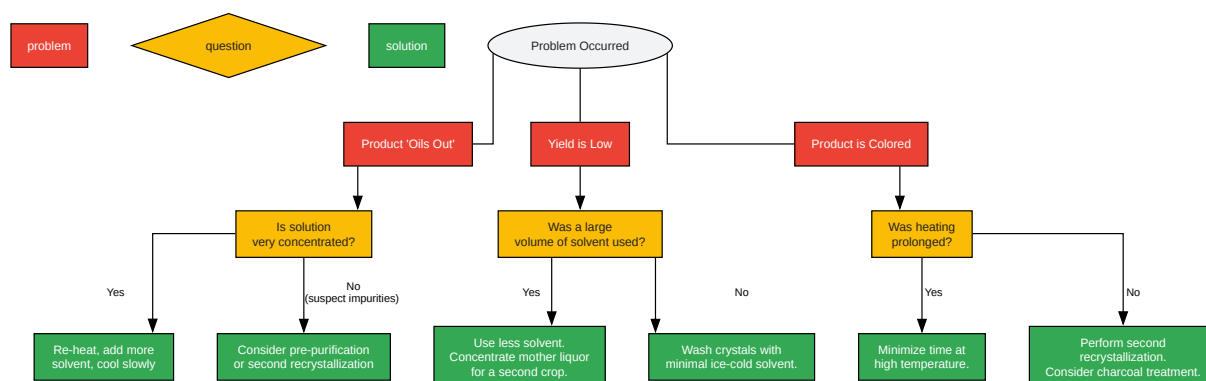 problem
question
solution
Problem Occurred
Product 'Oils Out'
Yield is Low
Product is Colored
Is solution
very concentrated?
Was a large
volume of solvent used?
Was heating
prolonged?
Yes
No
(suspect impurities)
Yes
No
Yes
No
Re-heat, add more
solvent, cool slowly
Consider pre-purification
or second recrystallization
Use less solvent.
Concentrate mother liquor
for a second crop.
Wash crystals with
minimal ice-cold solvent.
Minimize time at
high temperature.
Perform second
recrystallization.
Consider charcoal treatment.